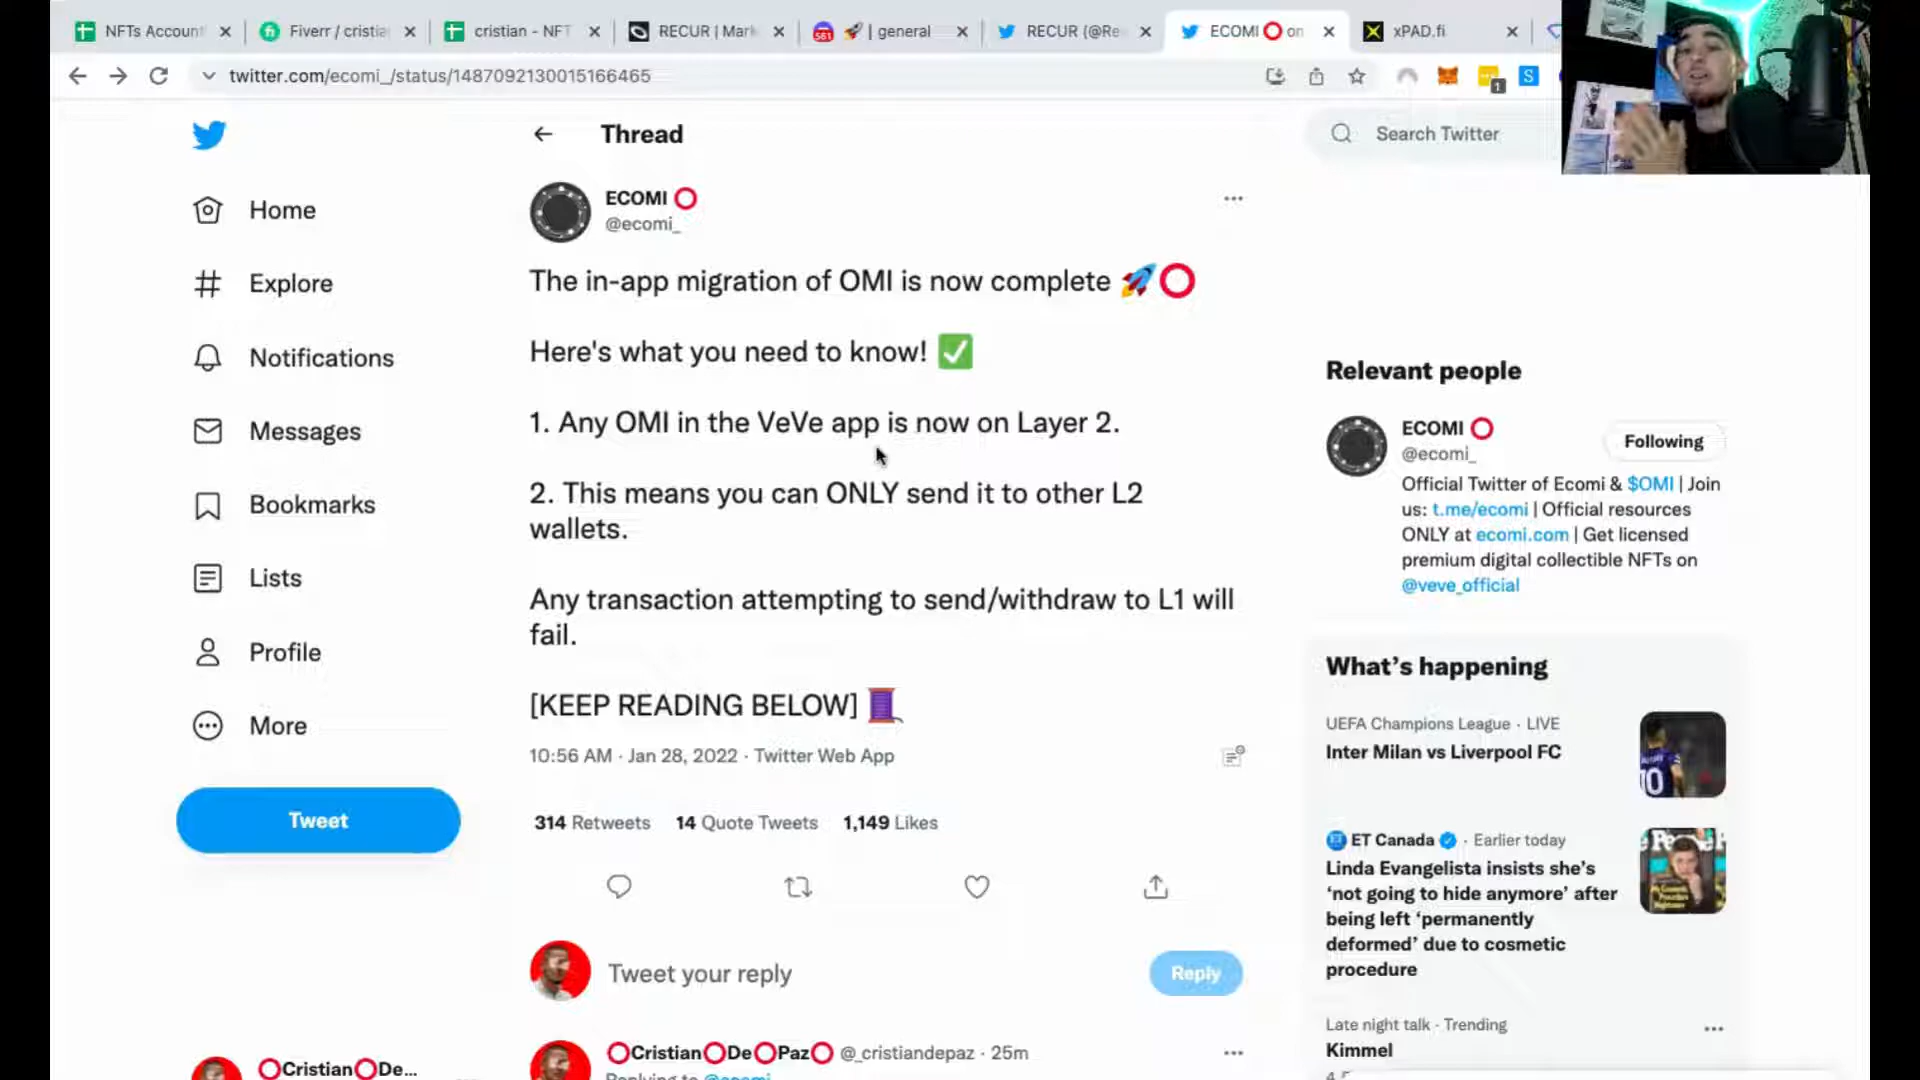 NFTs Account
Fiverr / cristia
cristian - NFT
RECUR | Mark
561
| general
RECUR (@Re
ECOMI on
xPAD.fi
twitter.com/ecomi_/status/1487092130015166465
1
S
Thread
Search Twitter
Home
Explore
Notifications
Messages
Bookmarks
Lists
Profile
More
Tweet
ECOMI
@ecomi_
The in-app migration of OMI is now complete 🚀⭕
Here's what you need to know! ✅
1. Any OMI in the VeVe app is now on Layer 2.
2. This means you can ONLY send it to other L2
wallets.
Any transaction attempting to send/withdraw to L1 will
fail.
[KEEP READING BELOW] 🧵
10:56 AM · Jan 28, 2022 · Twitter Web App
314 Retweets 14 Quote Tweets 1,149 Likes
Tweet your reply
Reply
⭕Cristian⭕De⭕Paz⭕ @_cristiandepaz · 25m
Replying to @ecomi_
⭕Cristian⭕De...
Relevant people
ECOMI ⭕
@ecomi_
Following
Official Twitter of Ecomi & $OMI | Join
us: t.me/ecomi | Official resources
ONLY at ecomi.com | Get licensed
premium digital collectible NFTs on
@veve_official
What's happening
UEFA Champions League · LIVE
Inter Milan vs Liverpool FC
10
ET Canada · Earlier today
Linda Evangelista insists she's
'not going to hide anymore' after
being left 'permanently
deformed' due to cosmetic
procedure
Late night talk · Trending
Kimmel